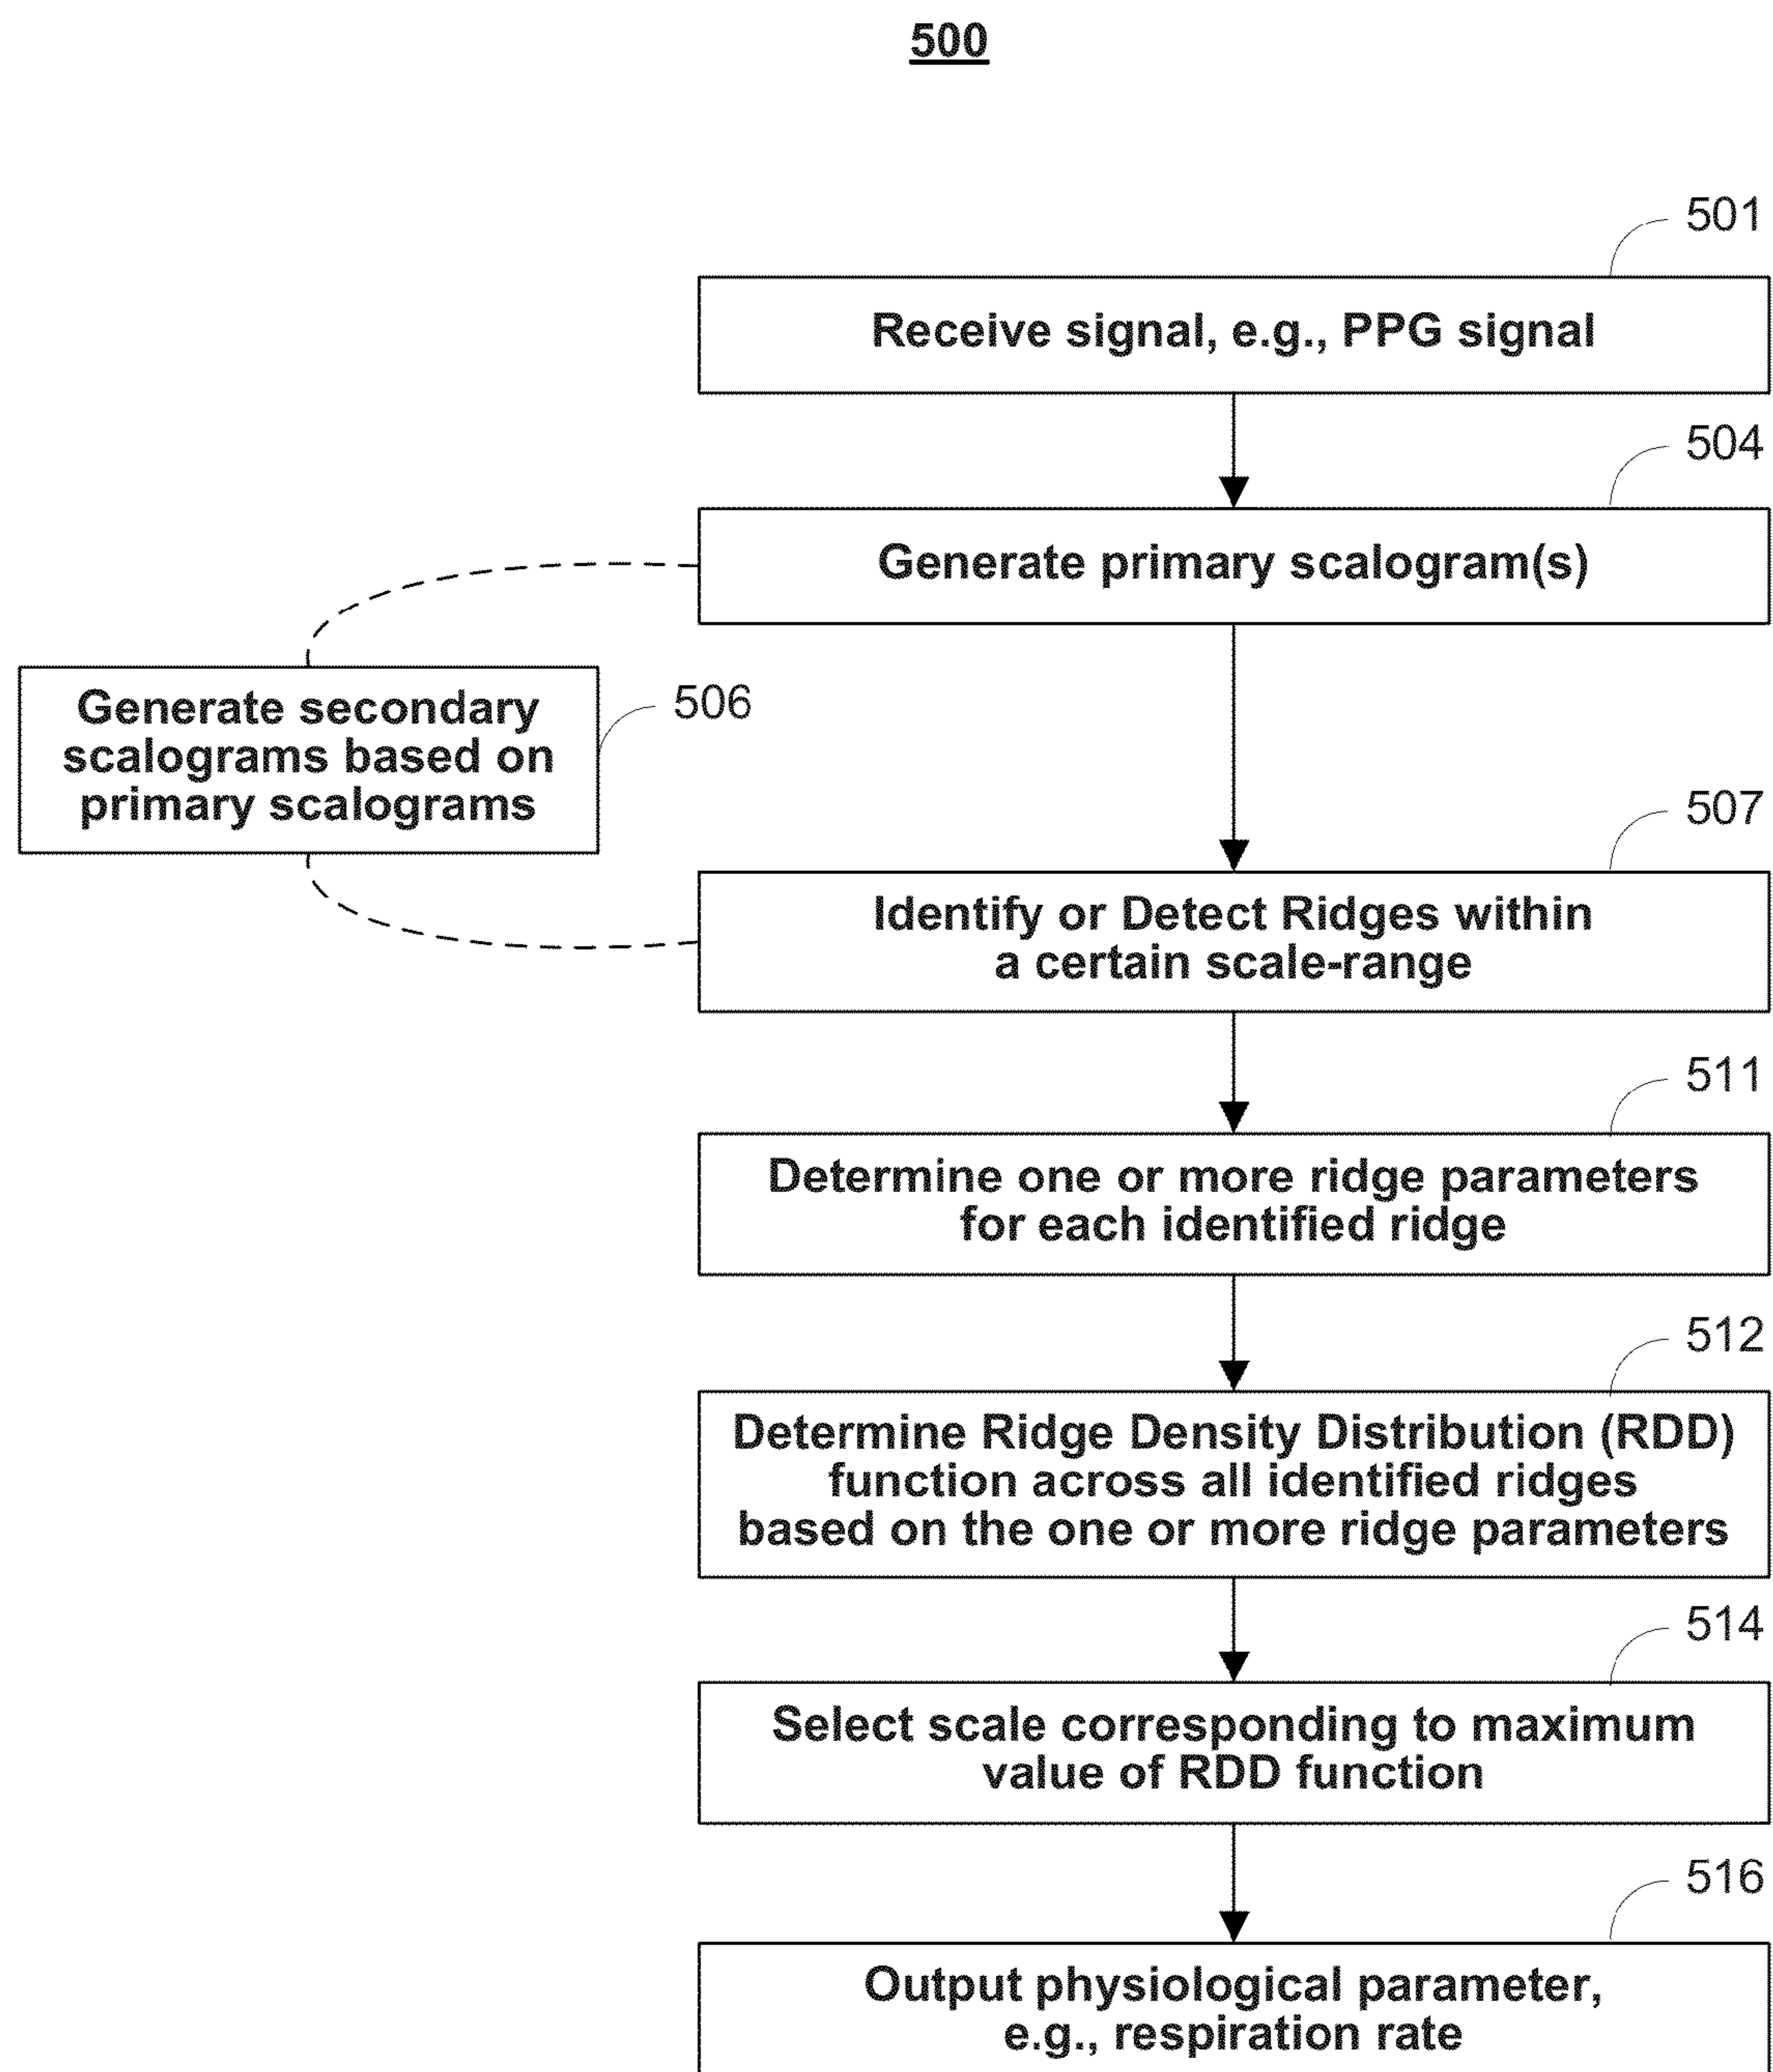 500
501
Receive signal, e.g., PPG signal
504
Generate primary scalogram(s)
Generate secondary
scalograms based on
primary scalograms
506
507
Identify or Detect Ridges within
a certain scale-range
511
Determine one or more ridge parameters
for each identified ridge
512
Determine Ridge Density Distribution (RDD)
function across all identified ridges
based on the one or more ridge parameters
514
Select scale corresponding to maximum
value of RDD function
516
Output physiological parameter,
e.g., respiration rate